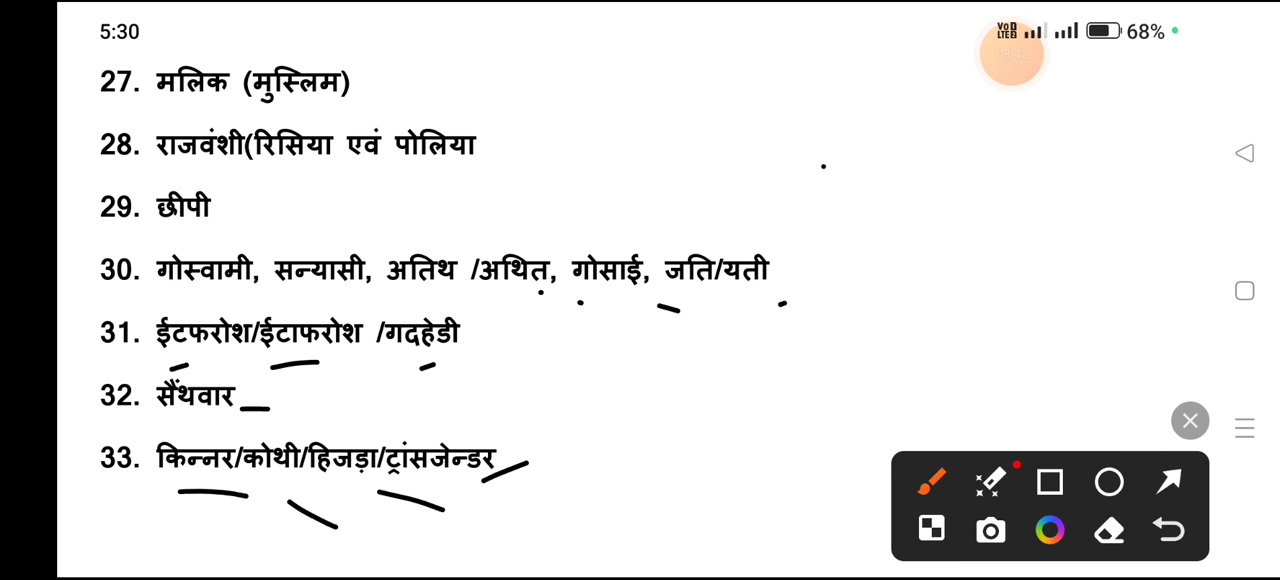 5:30 68%
27. मलिक (मुस्लिम)
28. राजवंशी(रिसिया एवं पोलिया
29. छीपी
30. गोस्वामी, सन्यासी, अतिथ /अथित, गोसाई, जति/यती
31. ईटफरोश/ईटाफरोश /गदहेडी
32. सैंथवार
33. किन्नर/कोथी/हिजड़ा/ट्रांसजेन्डर